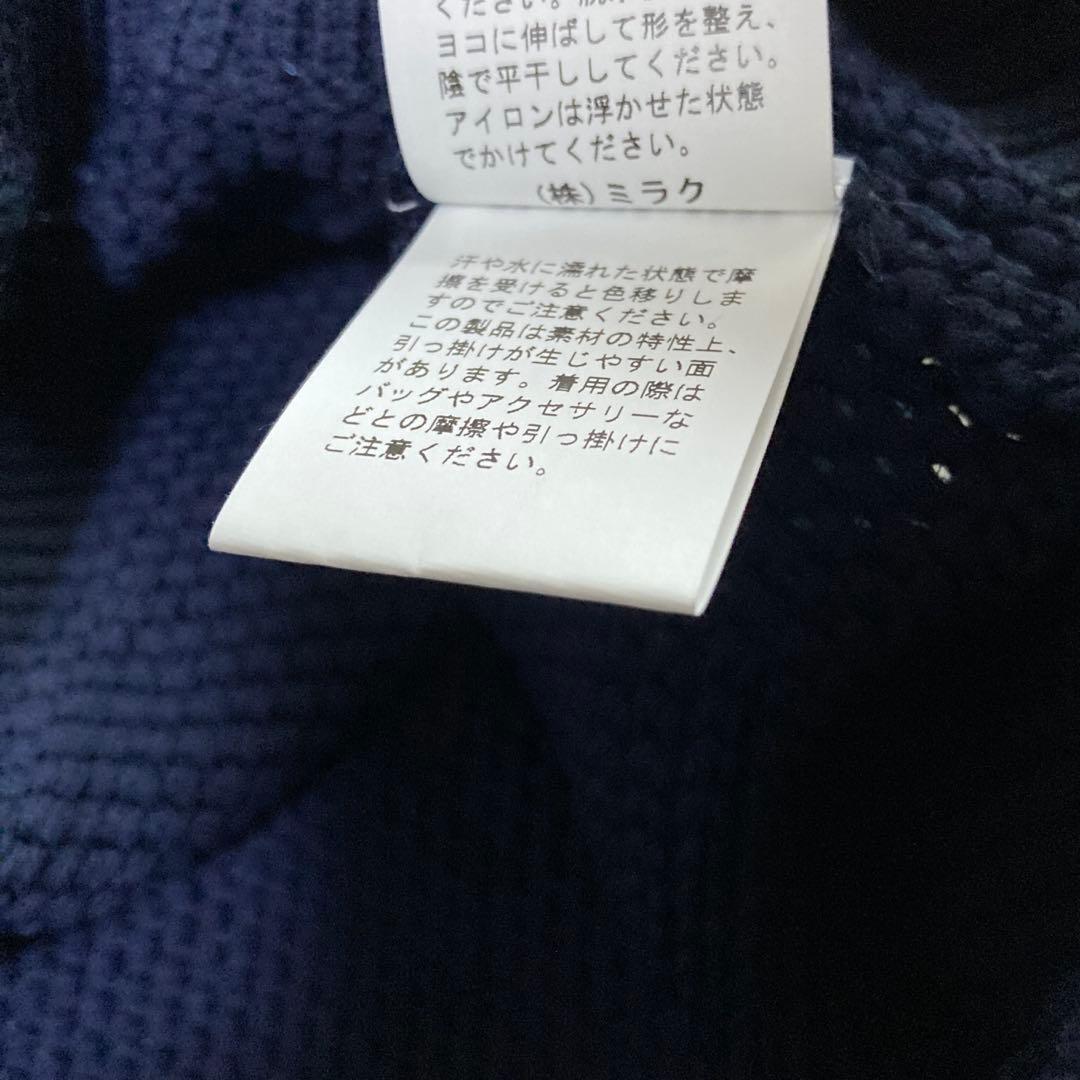 ください。
ヨコに伸ばして形を整え、
陰で平干ししてください。
アイロンは浮かせた状態
でかけてください。
(株)ミラク
汗や水に濡れた状態で摩
擦を受けると色移りしま
すのでご注意ください。
この製品は素材の特性上、
引っ掛けが生じやすい面
があります。着用の際は
バッグやアクセサリーな
どとの摩擦や引っ掛けに
ご注意ください。